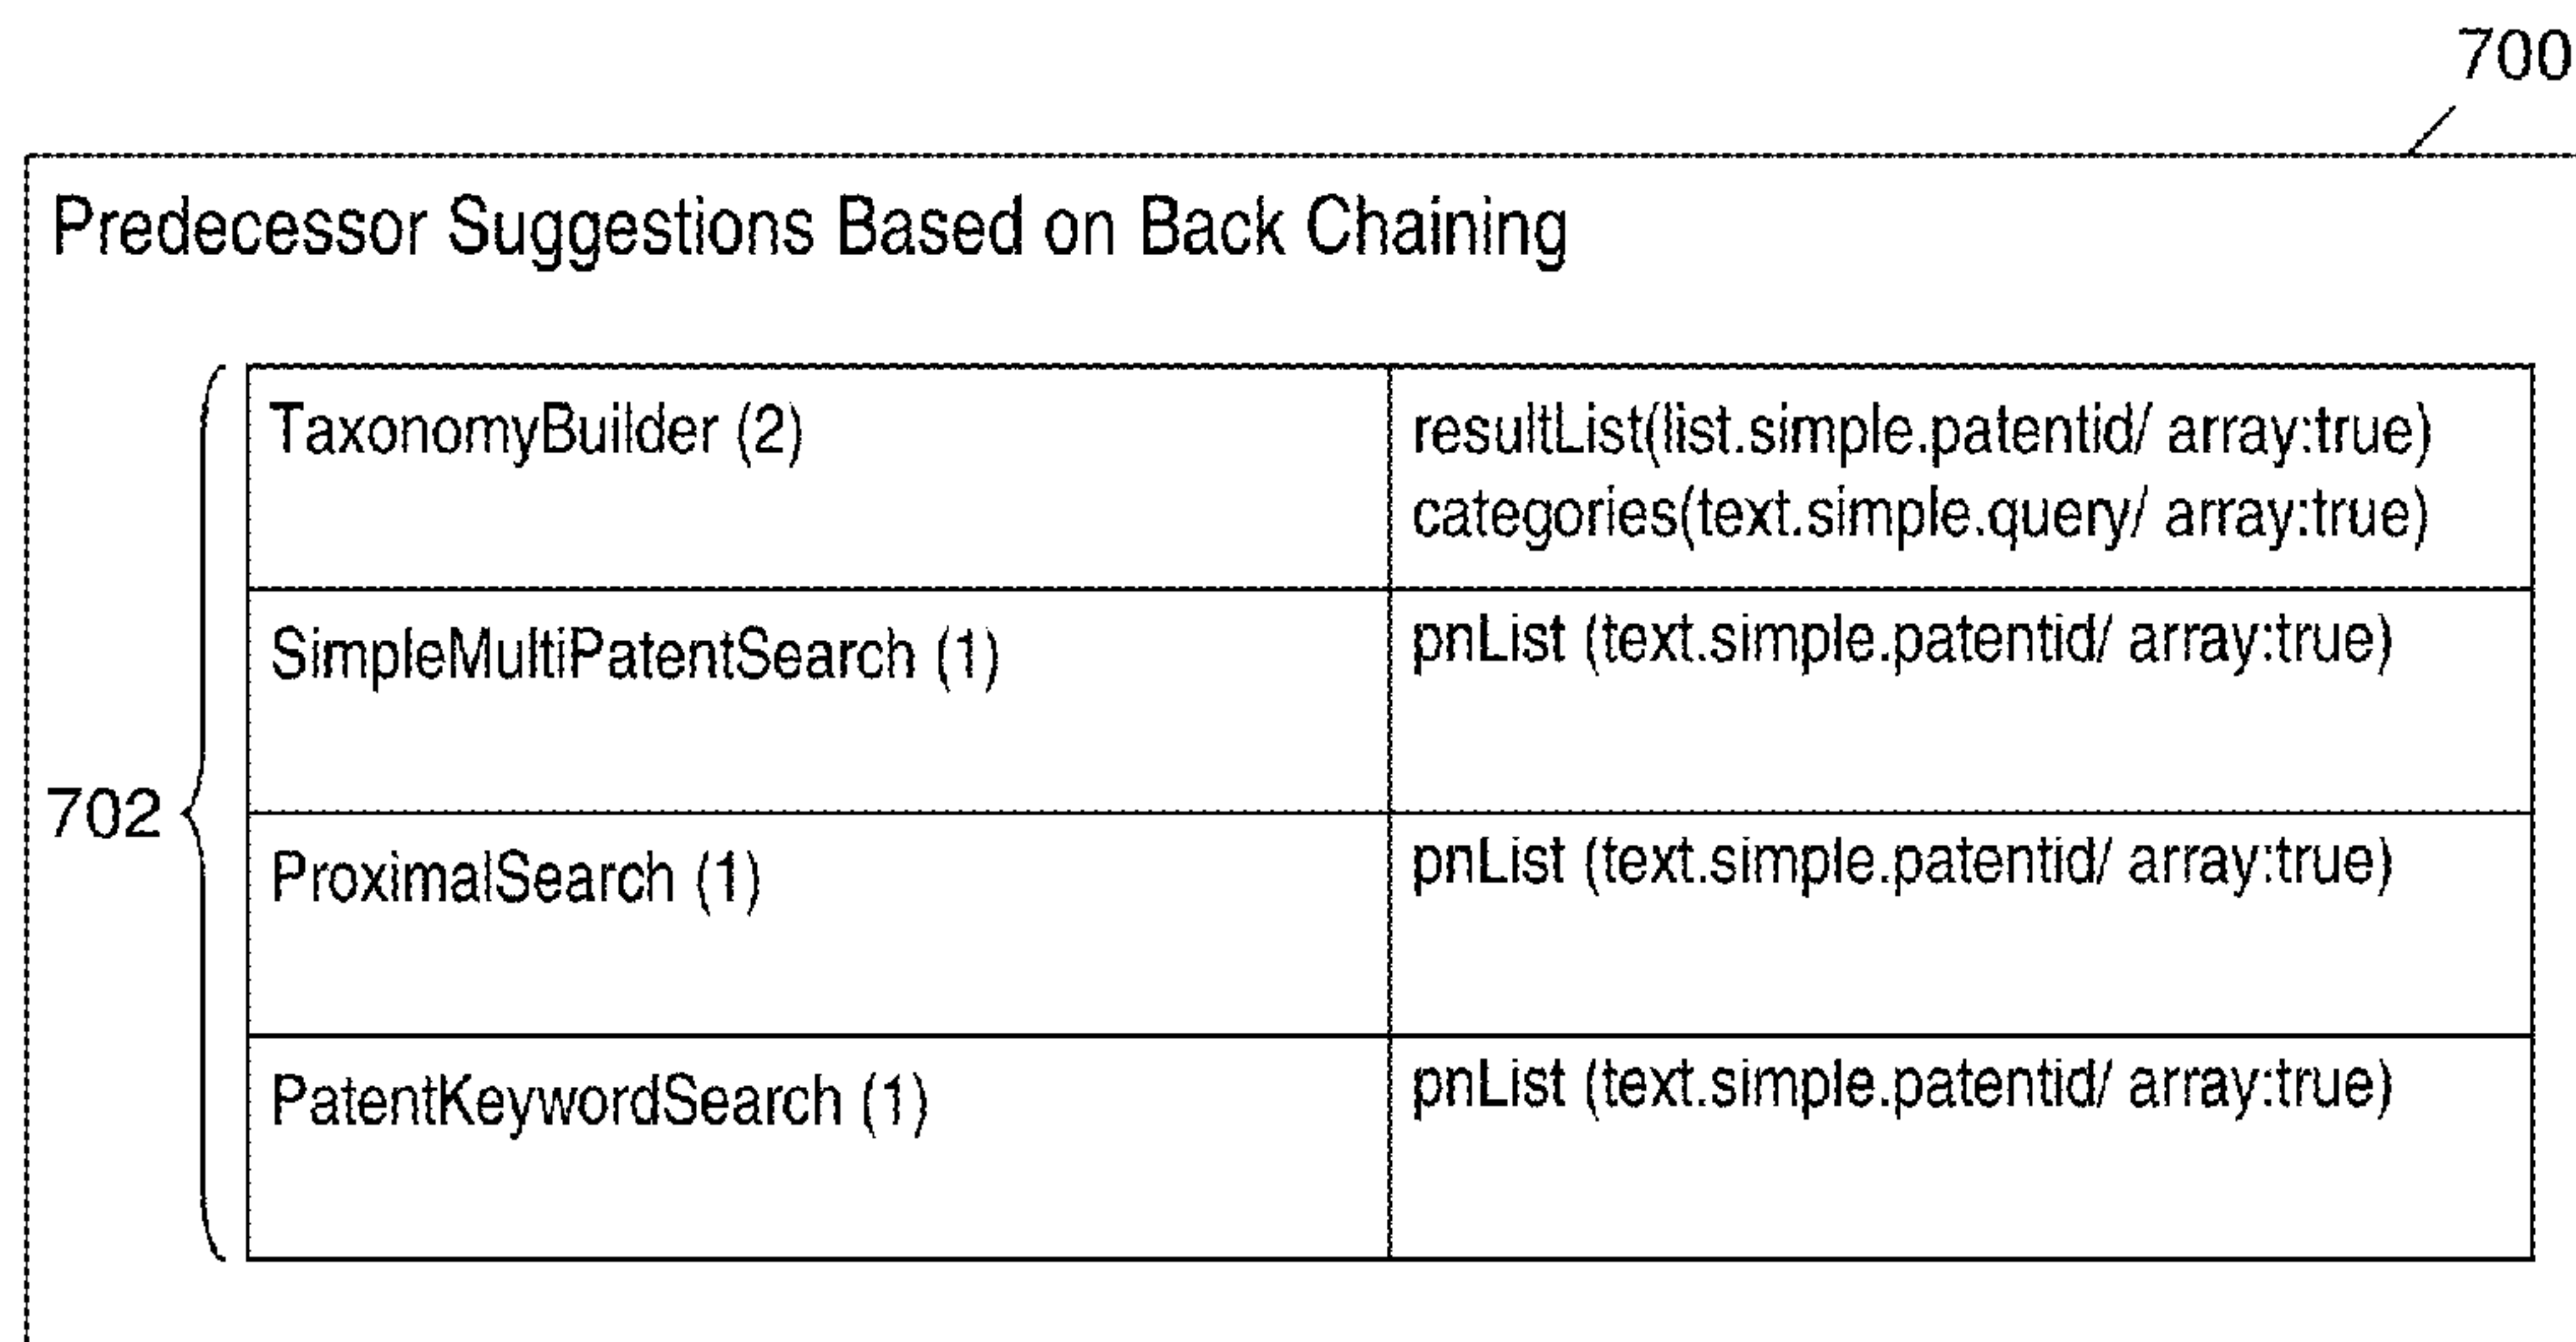 700
Predecessor Suggestions Based on Back Chaining
TaxonomyBuilder (2)
resultList(list.simple.patentid/ array:true)
categories(text.simple.query/ array:true)
SimpleMultiPatentSearch (1)
pnList (text.simple.patentid/ array:true)
702
ProximalSearch (1)
pnList (text.simple.patentid/ array:true)
PatentKeywordSearch (1)
pnList (text.simple.patentid/ array:true)